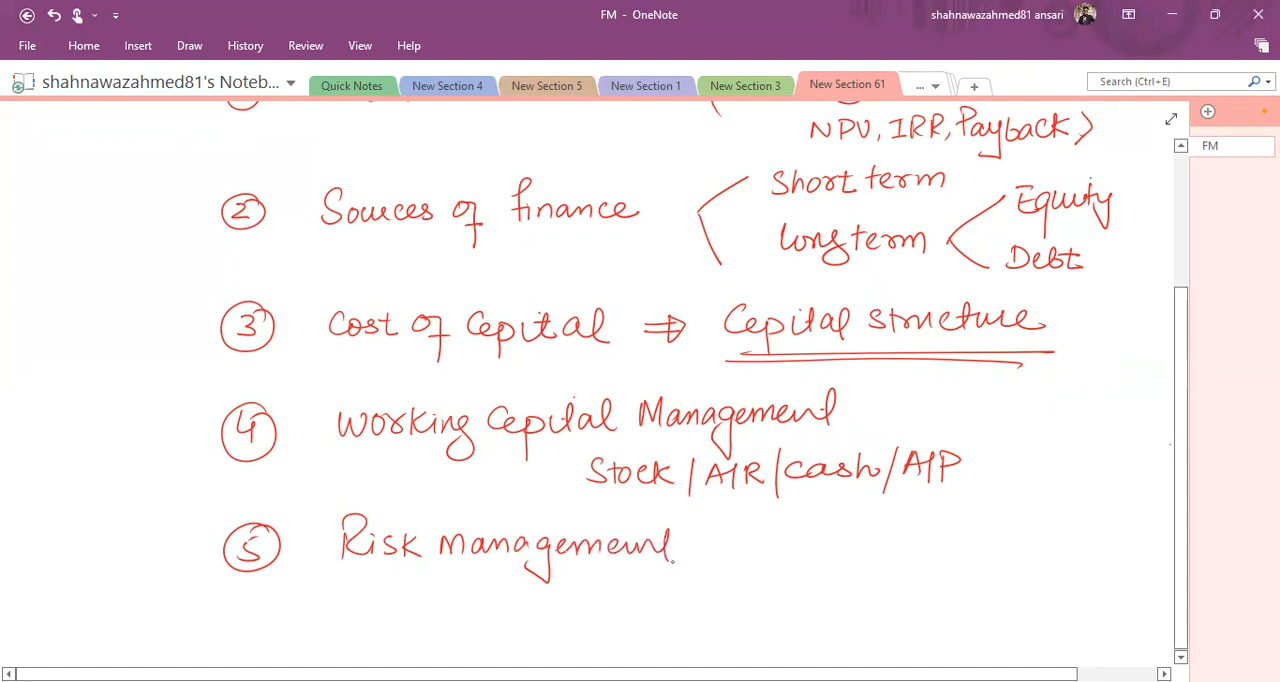 FM - OneNote
shahnawazahmed81 ansari
File Home Insert Draw History Review View Help
shahnawazahmed81's Noteb...
Quick Notes New Section 4 New Section 5 New Section 1 New Section 3 New Section 61 ...
Search (Ctrl+E)
FM
NPV, IRR, Payback)
2 Sources of finance
Short term
Long term
Equity
Debt
3 Cost of Capital ⇒ Capital structure
4 Working Capital Management
Stock / A/R / Cash / A/P
5 Risk Management